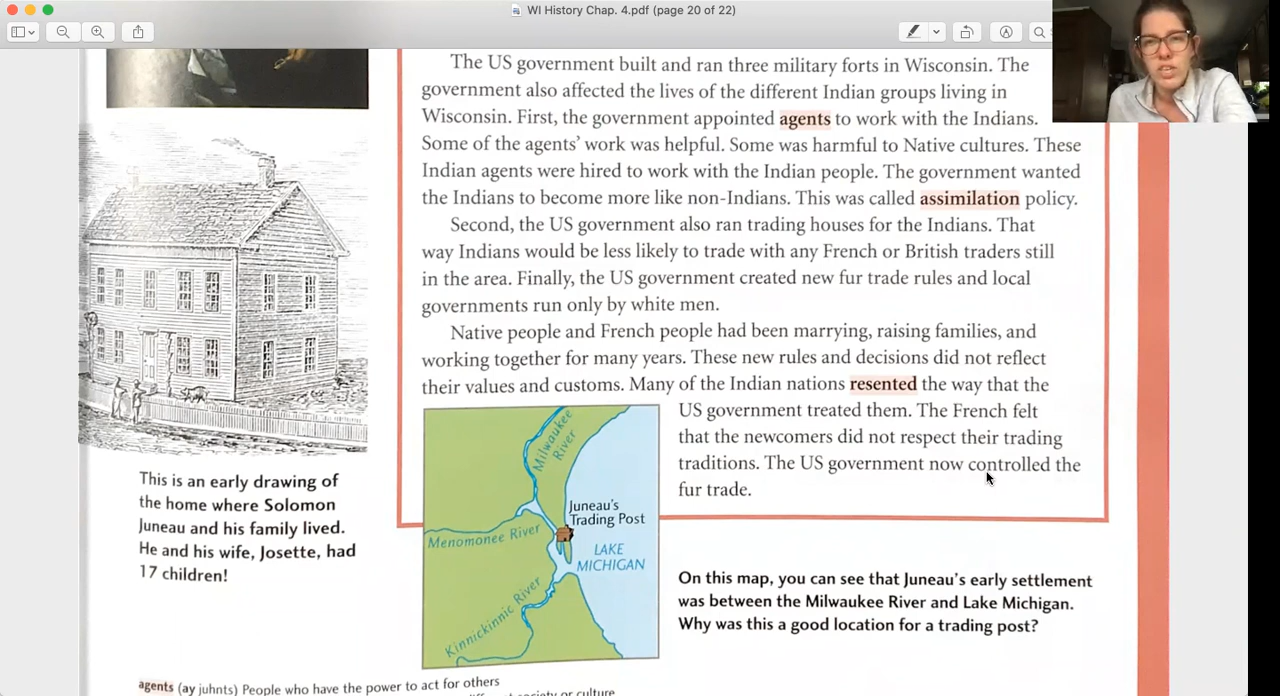 WI History Chap. 4.pdf (page 20 of 22)
The US government built and ran three military forts in Wisconsin. The
government also affected the lives of the different Indian groups living in
Wisconsin. First, the government appointed agents to work with the Indians.
Some of the agents' work was helpful. Some was harmful to Native cultures. These
Indian agents were hired to work with the Indian people. The government wanted
the Indians to become more like non-Indians. This was called assimilation policy.
Second, the US government also ran trading houses for the Indians. That
way Indians would be less likely to trade with any French or British traders still
in the area. Finally, the US government created new fur trade rules and local
governments run only by white men.
Native people and French people had been marrying, raising families, and
working together for many years. These new rules and decisions did not reflect
their values and customs. Many of the Indian nations resented the way that the
US government treated them. The French felt
that the newcomers did not respect their trading
traditions. The US government now controlled the
fur trade.
This is an early drawing of
the home where Solomon
Juneau and his family lived.
He and his wife, Josette, had
17 children!
Milwaukee
River
Juneau's
Trading Post
Menomonee River
LAKE
MICHIGAN
Kinnickinnic River
On this map, you can see that Juneau's early settlement
was between the Milwaukee River and Lake Michigan.
Why was this a good location for a trading post?
agents (ay juhnts) People who have the power to act for others
society or culture